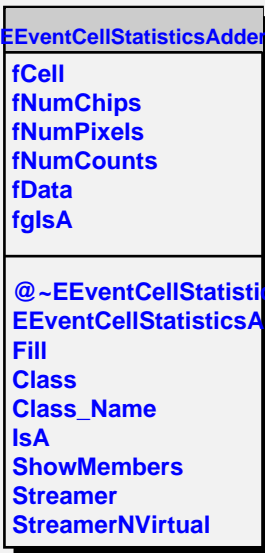 EEventCellStatisticsAdder
fCell
fNumChips
fNumPixels
fNumCounts
fData
fgIsA
@~EEventCellStatisti
EEventCellStatisticsA
Fill
Class
Class_Name
IsA
ShowMembers
Streamer
StreamerNVirtual